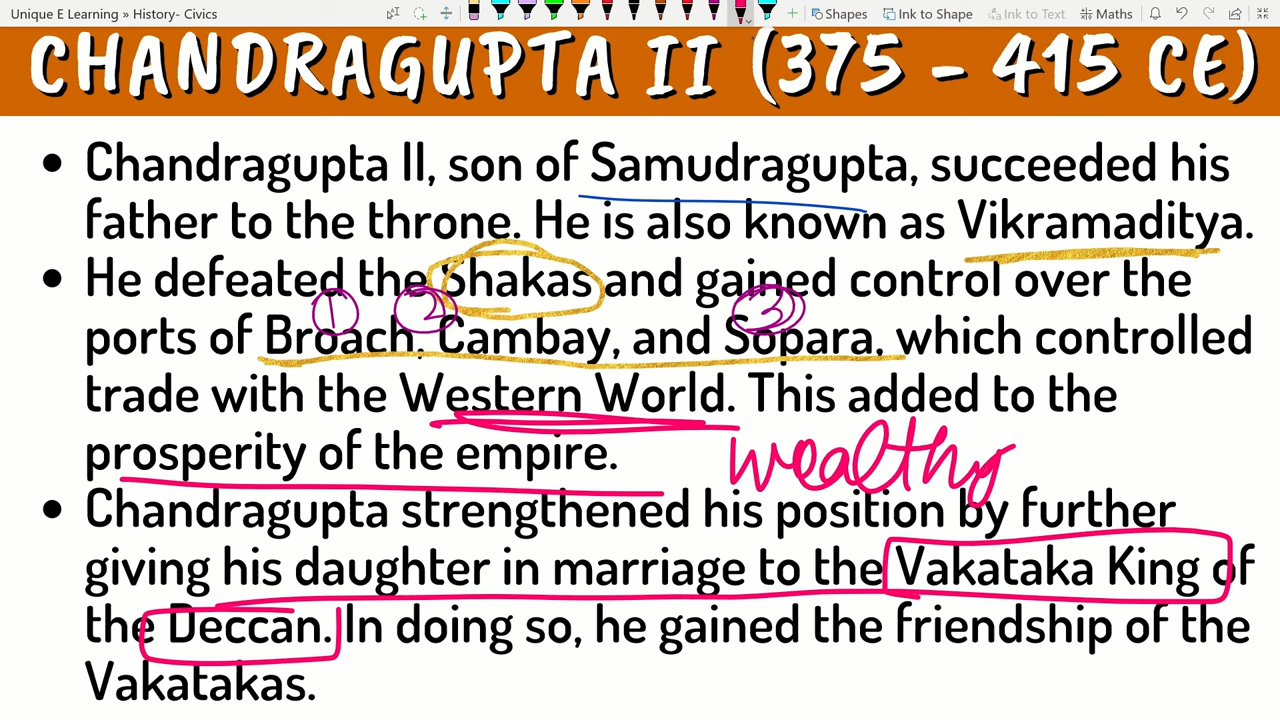 Unique E Learning » History- Civics
Shapes Ink to Shape Ink to Text Maths
CHANDRAGUPTA II (375 - 415 CE)
• Chandragupta II, son of Samudragupta, succeeded his
father to the throne. He is also known as Vikramaditya.
• He defeated the Shakas and gained control over the
1 2 3
ports of Broach, Cambay, and Sopara, which controlled
trade with the Western World. This added to the
prosperity of the empire.
wealthy
• Chandragupta strengthened his position by further
giving his daughter in marriage to the Vakataka King of
the Deccan. In doing so, he gained the friendship of the
Vakatakas.